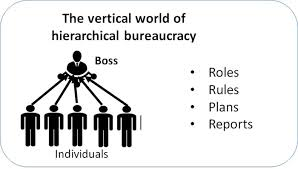 The vertical world of
hierarchical bureaucracy
Boss
• Roles
• Rules
• Plans
• Reports
Individuals